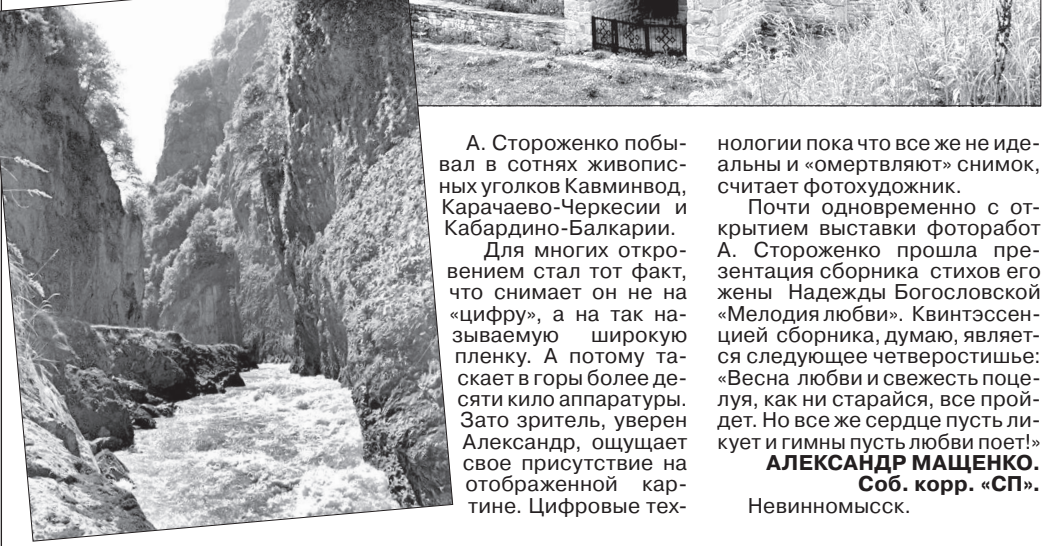 А. Стороженко побы-
вал в сотнях живопис-
ных уголков Кавминвод,
Карачаево-Черкесии и
Кабардино-Балкарии.
Для многих откро-
вением стал тот факт,
что снимает он не на
«цифру», а на так на-
зываемую широкую
пленку. А потому та-
скает в горы более де-
сяти кило аппаратуры.
Зато зритель, уверен
Александр, ощущает
свое присутствие на
отображенной кар-
тине. Цифровые тех-
нологии пока что все же не иде-
альны и «омертвляют» снимок,
считает фотохудожник.
Почти одновременно с от-
крытием выставки фоторабот
А. Стороженко прошла пре-
зентация сборника стихов его
жены Надежды Богословской
«Мелодия любви». Квинтэссен-
цией сборника, думаю, являет-
ся следующее четверостишье:
«Весна любви и свежесть поце-
луя, как ни старайся, все прой-
дет. Но все же сердце пусть ли-
кует и гимны пусть любви поет!»
АЛЕКСАНДР МАЩЕНКО.
Соб. корр. «СП».
Невинномысск.